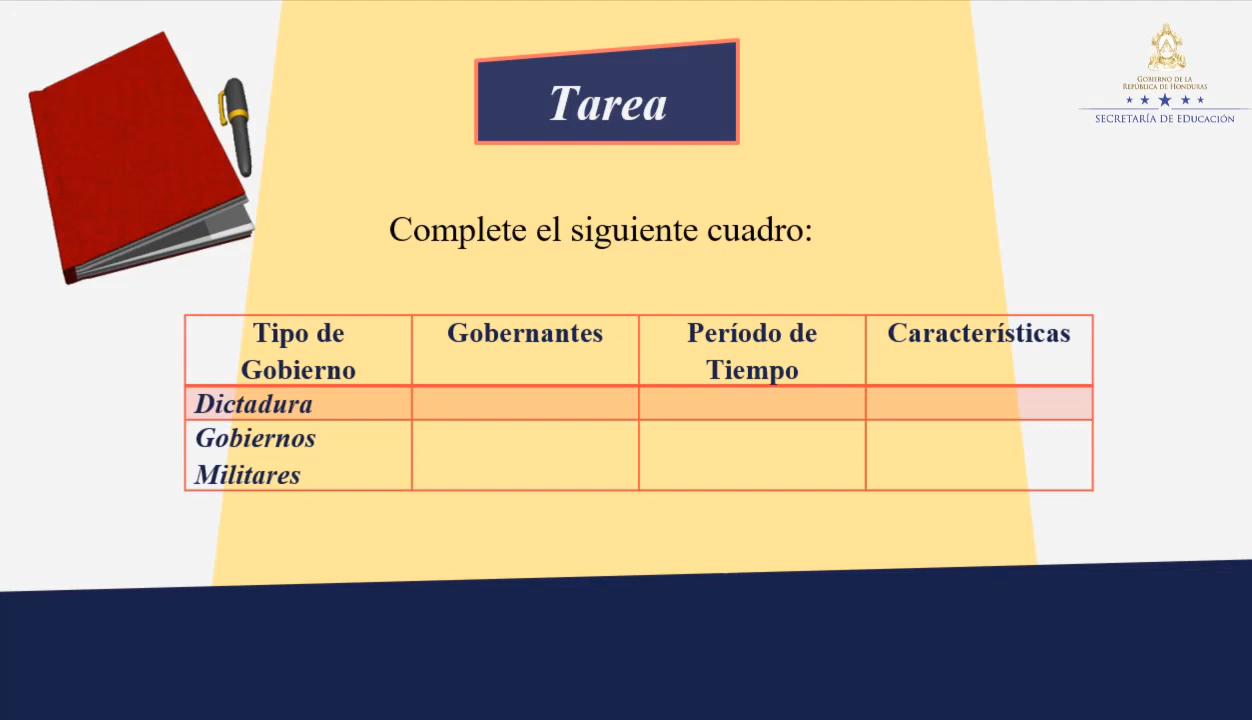 Tarea
GOBIERNO DE LA
REPÚBLICA DE HONDURAS
SECRETARÍA DE EDUCACIÓN
Complete el siguiente cuadro:
Tipo de Gobierno
Gobernantes
Período de Tiempo
Características
Dictadura
Gobiernos
Militares